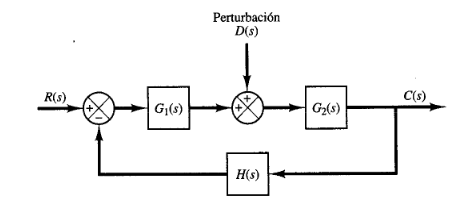 Perturbación
D(s)
R(s)
+
−
G₁(s)
+
+
G₂(s)
C(s)
H(s)